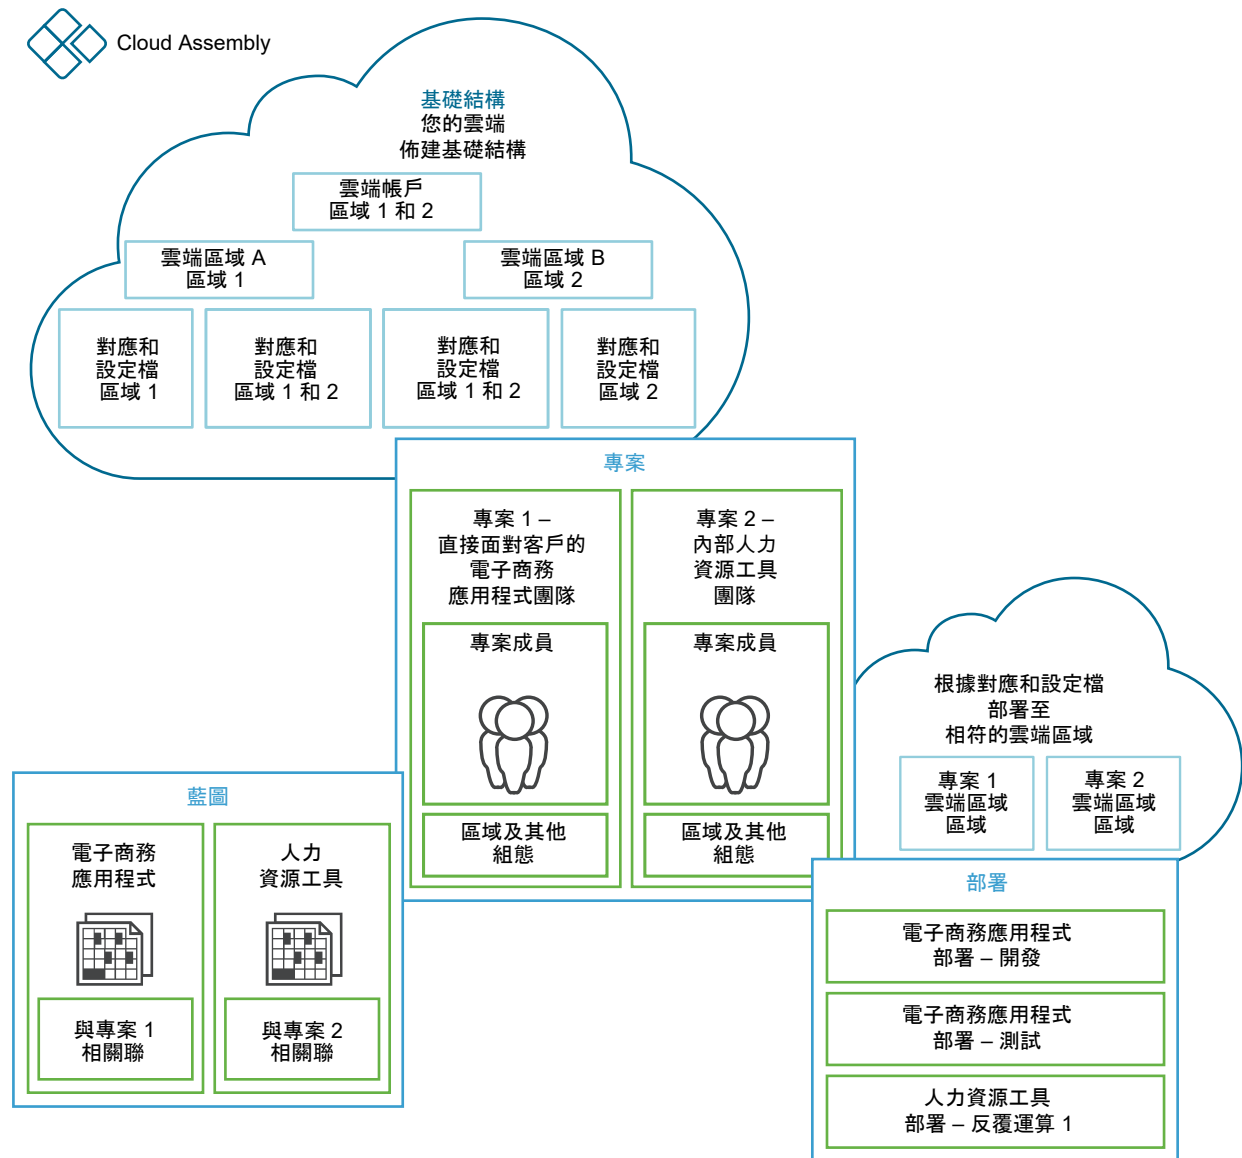 Cloud Assembly
基礎結構
您的雲端
佈建基礎結構
雲端帳戶
區域 1 和 2
雲端區域 A
區域 1
雲端區域 B
區域 2
對應和
設定檔
區域 1
對應和
設定檔
區域 1 和 2
對應和
設定檔
區域 1 和 2
對應和
設定檔
區域 2
專案
專案 1 –
直接面對客戶的
電子商務
應用程式團隊
專案成員
區域及其他
組態
專案 2 –
內部人力
資源工具
團隊
專案成員
區域及其他
組態
根據對應和設定檔
部署至
相符的雲端區域
專案 1
雲端區域
區域
專案 2
雲端區域
區域
藍圖
電子商務
應用程式
與專案 1
相關聯
人力
資源工具
與專案 2
相關聯
部署
電子商務應用程式
部署 – 開發
電子商務應用程式
部署 – 測試
人力資源工具
部署 – 反覆運算 1